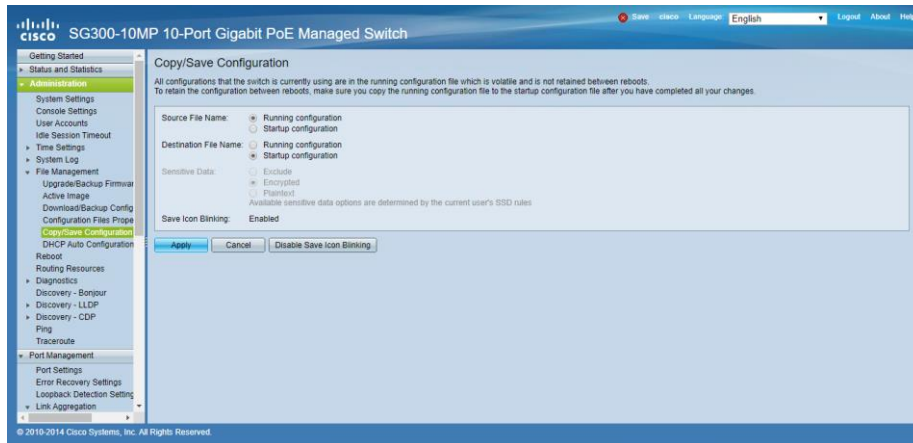 Save cisco Language: English Logout About Help
CISCO SG300-10MP 10-Port Gigabit PoE Managed Switch
Getting Started
Status and Statistics
Administration
System Settings
Console Settings
User Accounts
Idle Session Timeout
Time Settings
System Log
File Management
Upgrade/Backup Firmwar
Active Image
Download/Backup Config
Configuration Files Prope
Copy/Save Configuration
DHCP Auto Configuration
Reboot
Routing Resources
Diagnostics
Discovery - Bonjour
Discovery - LLDP
Discovery - CDP
Ping
Traceroute
Port Management
Port Settings
Error Recovery Settings
Loopback Detection Setting
Link Aggregation
Copy/Save Configuration
All configurations that the switch is currently using are in the running configuration file which is volatile and is not retained between reboots.
To retain the configuration between reboots, make sure you copy the running configuration file to the startup configuration file after you have completed all your changes.
Source File Name: Running configuration
Startup configuration
Destination File Name: Running configuration
Startup configuration
Sensitive Data: Exclude
Encrypted
Plaintext
Available sensitive data options are determined by the current user's SSD rules
Save Icon Blinking: Enabled
Apply Cancel Disable Save Icon Blinking
© 2010-2014 Cisco Systems, Inc. All Rights Reserved.